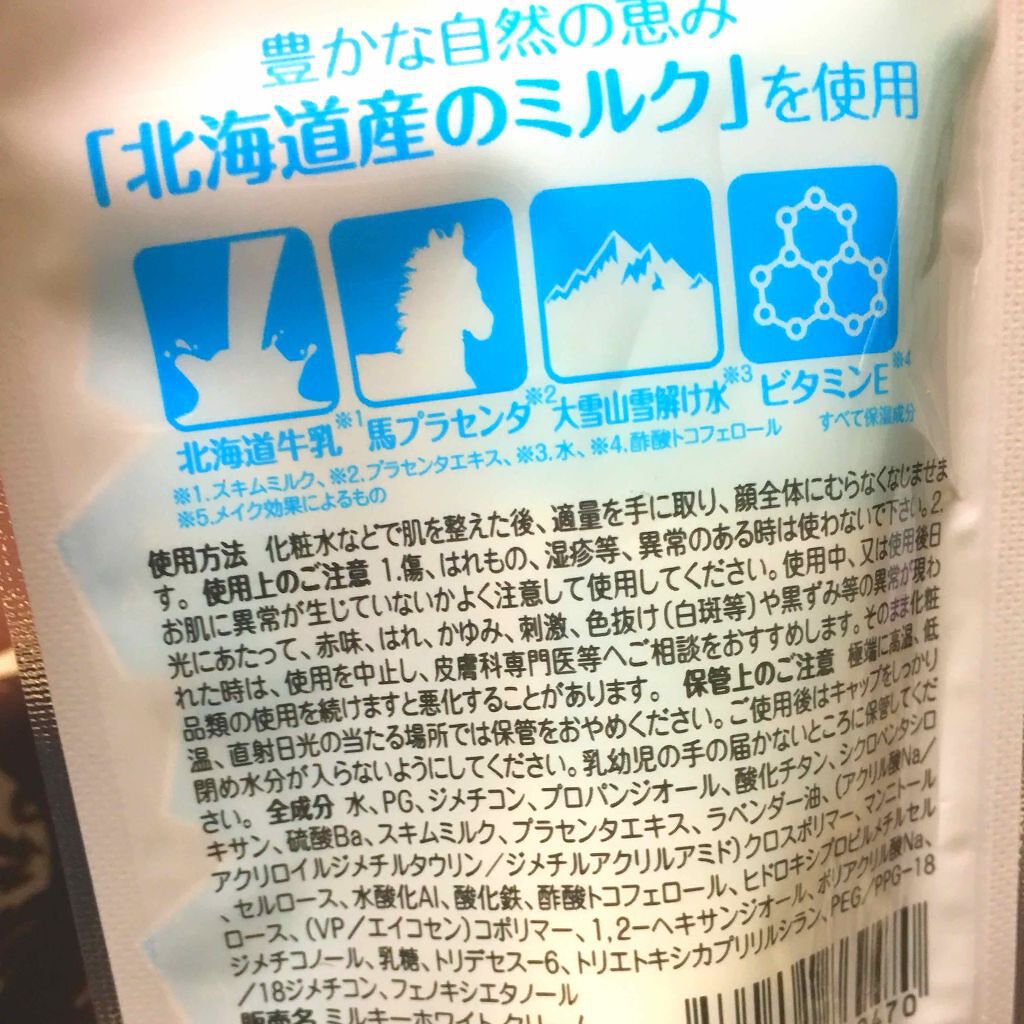 豊かな自然の恵み
「北海道産のミルク」を使用
北海道牛乳※1 馬プラセンタ※2 大雪山雪解け水※3 ビタミンE※4
※1.スキムミルク、※2.プラセンタエキス、※3.水、※4.酢酸トコフェロール すべて保湿成分
※5.メイク効果によるもの
使用方法 化粧水などで肌を整えた後、適量を手に取り、顔全体にむらなくなじませま
す。 使用上のご注意 1.傷、はれもの、湿疹等、異常のある時は使わないで下さい。2.
お肌に異常が生じていないかよく注意して使用してください。使用中、又は使用後日
光にあたって、赤味、はれ、かゆみ、刺激、色抜け(白斑等)や黒ずみ等の異常が現わ
れた時は、使用を中止し、皮膚科専門医等へご相談をおすすめします。そのまま化粧
品類の使用を続けますと悪化することがあります。 保管上のご注意 極端に高温、低
温、直射日光の当たる場所では保管をおやめください。ご使用後はキャップをしっかり
閉め水分が入らないようにしてください。乳幼児の手の届かないところに保管してくだ
さい。 全成分 水、PG、ジメチコン、プロパンジオール、酸化チタン、シクロペンタシロ
キサン、硫酸Ba、スキムミルク、プラセンタエキス、ラベンダー油、(アクリル酸Na/
アクリロイルジメチルタウリン/ジメチルアクリルアミド)クロスポリマー、マンニトール
、セルロース、水酸化Al、酸化鉄、酢酸トコフェロール、ヒドロキシプロピルメチルセル
ロース、(VP/エイコセン)コポリマー、1,2-ヘキサンジオール、ポリアクリル酸Na、
ジメチコノール、乳糖、トリデセス-6、トリエトキシカプリリルシラン、PEG/PPG-18
/18ジメチコン、フェノキシエタノール
販売名 ミルキーホワイト クリーム